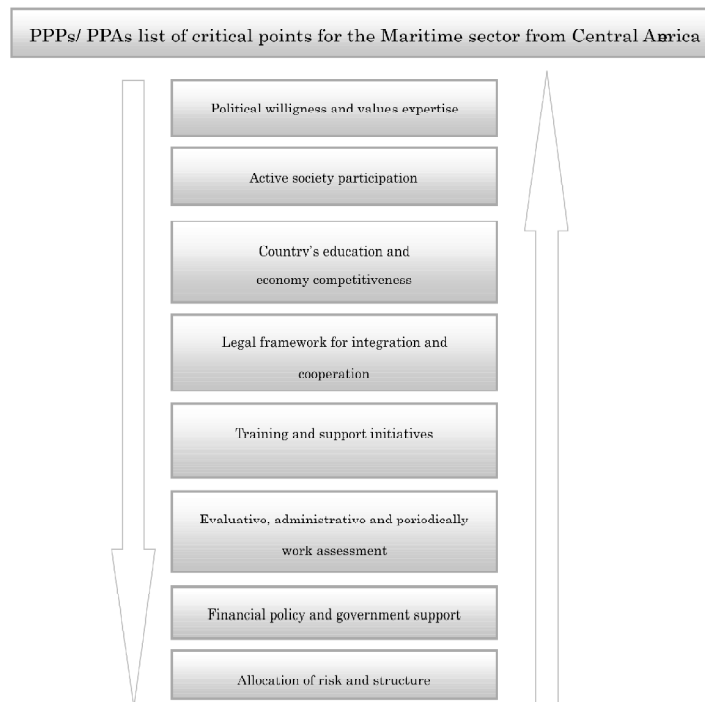 PPPs/ PPAs list of critical points for the Maritime sector from Central America
Political willigness and values expertise
Active society participation
Country's education and
economy competitiveness
Legal framework for integration and
cooperation
Training and support initiatives
Evaluative, administrative and periodically
work assessment
Financial policy and government support
Allocation of risk and structure